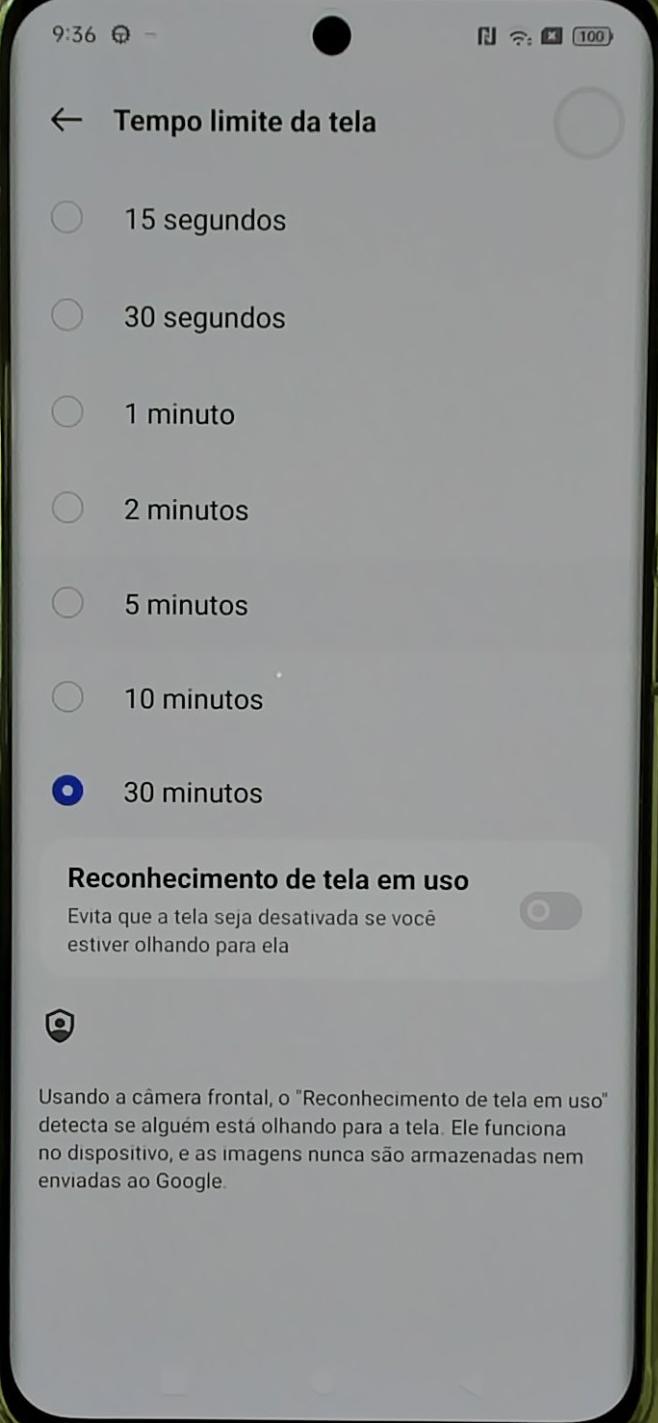 9:36
100
Tempo limite da tela
15 segundos
30 segundos
1 minuto
2 minutos
5 minutos
10 minutos
30 minutos
Reconhecimento de tela em uso
Evita que a tela seja desativada se você
estiver olhando para ela
Usando a câmera frontal, o "Reconhecimento de tela em uso"
detecta se alguém está olhando para a tela. Ele funciona
no dispositivo, e as imagens nunca são armazenadas nem
enviadas ao Google.